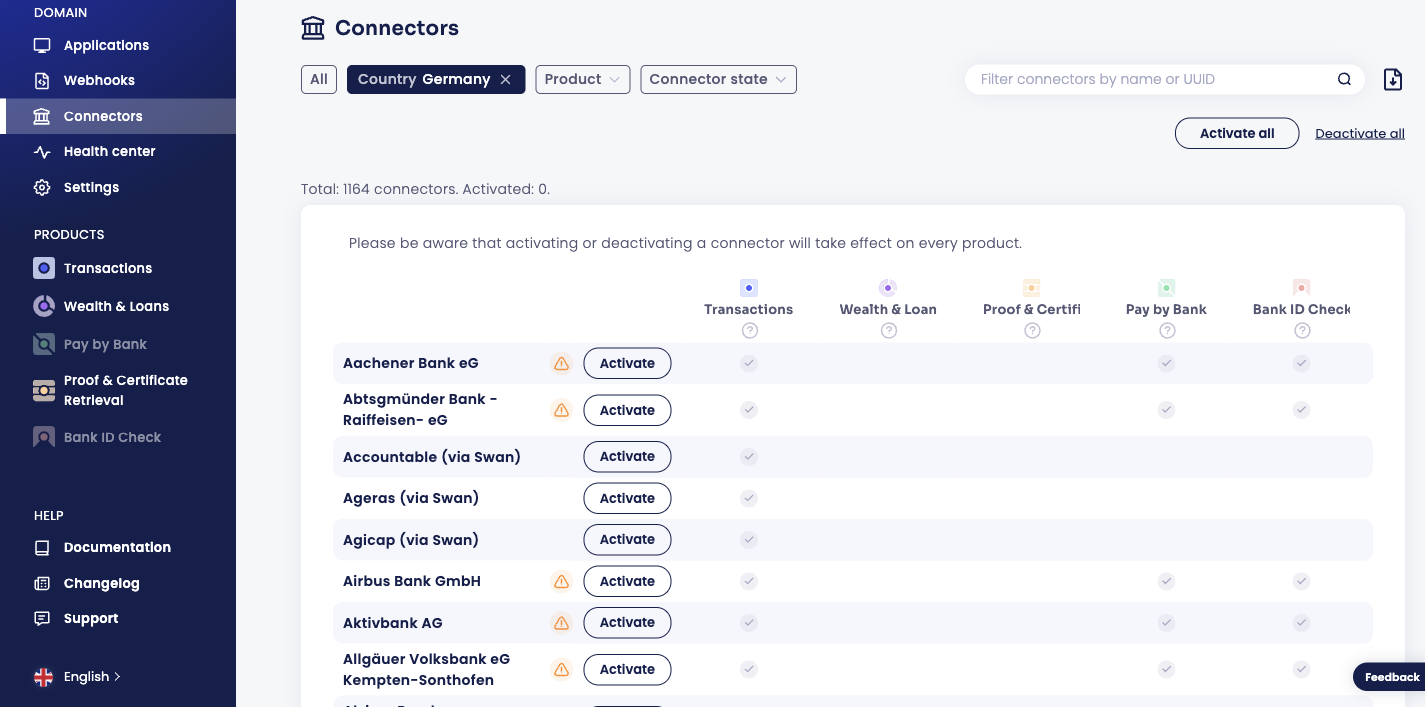 DOMAIN
Applications
Webhooks
Connectors
Health center
Settings
PRODUCTS
Transactions
Wealth & Loans
Pay by Bank
Proof & Certificate
Retrieval
Bank ID Check
HELP
Documentation
Changelog
Support
English
Connectors
All
Country Germany
Product
Connector state
Filter connectors by name or UUID
Activate all
Deactivate all
Total: 1164 connectors. Activated: 0.
Please be aware that activating or deactivating a connector will take effect on every product.
Transactions
Wealth & Loan
Proof & Certifi
Pay by Bank
Bank ID Check
? ? ? ? ?
Aachener Bank eG Activate
Abtsgmünder Bank -
Raiffeisen- eG
Activate
Accountable (via Swan) Activate
Ageras (via Swan) Activate
Agicap (via Swan) Activate
Airbus Bank GmbH Activate
Aktivbank AG Activate
Allgäuer Volksbank eG
Kempten-Sonthofen
Activate
Feedback